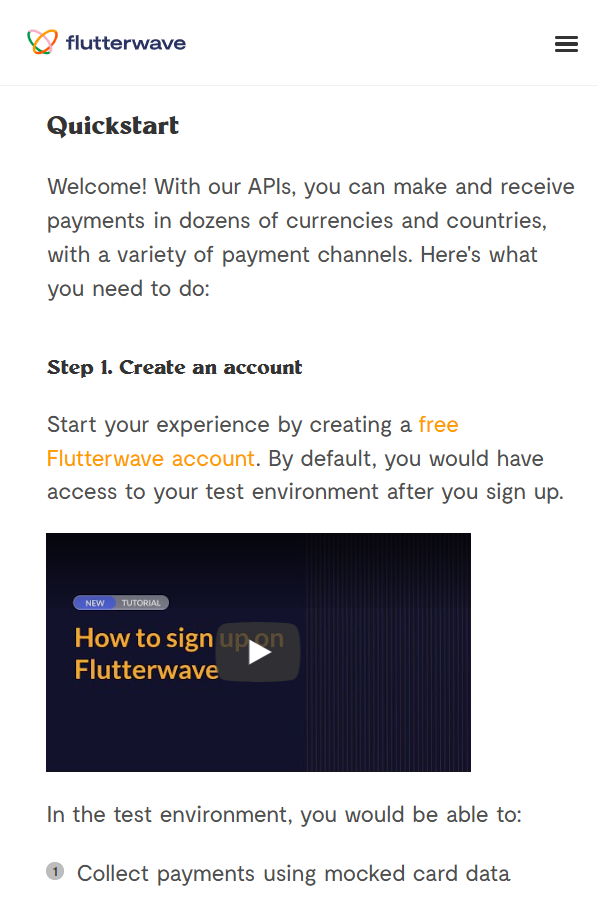 flutterwave
Quickstart
Welcome! With our APIs, you can make and receive
payments in dozens of currencies and countries,
with a variety of payment channels. Here's what
you need to do:
Step 1. Create an account
Start your experience by creating a free
Flutterwave account. By default, you would have
access to your test environment after you sign up.
NEW TUTORIAL
How to sign up on
Flutterwave
In the test environment, you would be able to:
1 Collect payments using mocked card data